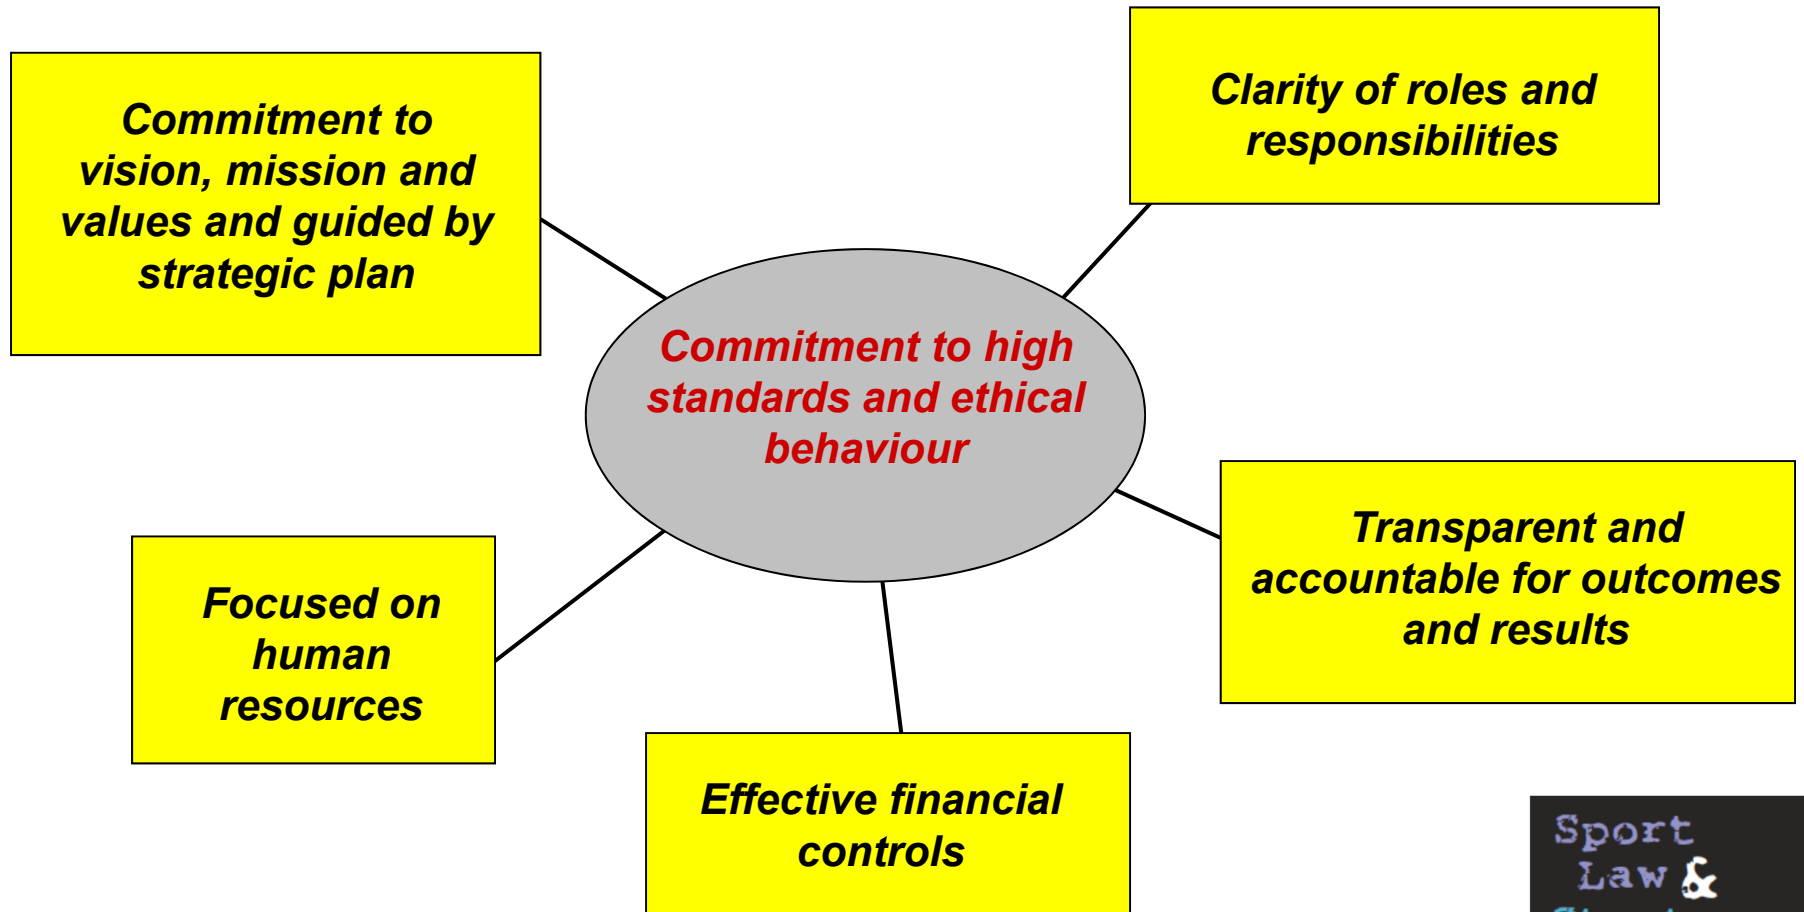 Commitment to
vision, mission and
values and guided by
strategic plan
Clarity of roles and
responsibilities
Commitment to high
standards and ethical
behaviour
Transparent and
accountable for outcomes
and results
Focused on
human
resources
Effective financial
controls
Sport
Law &